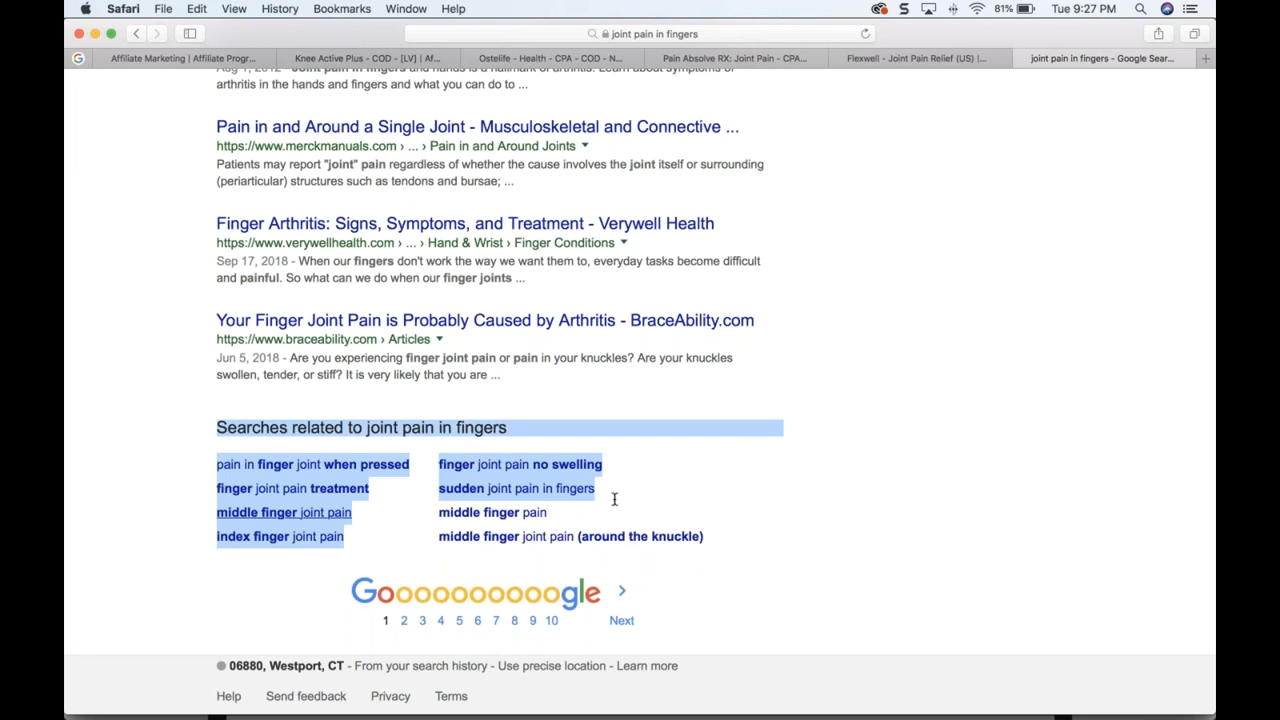 Safari File Edit View History Bookmarks Window Help 81% Tue 9:27 PM
joint pain in fingers
Affiliate Marketing | Affiliate Progr... Knee Active Plus - COD - [LV] | Af... Ostelife - Health - CPA - COD - N... Pain Absolve RX: Joint Pain - CPA... Flexwell - Joint Pain Relief (US) |... joint pain in fingers - Google Sear...
arthritis in the hands and fingers and what you can do to ...
Pain in and Around a Single Joint - Musculoskeletal and Connective ...
https://www.merckmanuals.com › ... › Pain in and Around Joints
Patients may report "joint" pain regardless of whether the cause involves the joint itself or surrounding
(periarticular) structures such as tendons and bursae; ...
Finger Arthritis: Signs, Symptoms, and Treatment - Verywell Health
https://www.verywellhealth.com › ... › Hand & Wrist › Finger Conditions
Sep 17, 2018 - When our fingers don't work the way we want them to, everyday tasks become difficult
and painful. So what can we do when our finger joints ...
Your Finger Joint Pain is Probably Caused by Arthritis - BraceAbility.com
https://www.braceability.com › Articles
Jun 5, 2018 - Are you experiencing finger joint pain or pain in your knuckles? Are your knuckles
swollen, tender, or stiff? It is very likely that you are ...
Searches related to joint pain in fingers
pain in finger joint when pressed finger joint pain no swelling
finger joint pain treatment sudden joint pain in fingers
middle finger joint pain middle finger pain
index finger joint pain middle finger joint pain (around the knuckle)
Goooooooooogle
1 2 3 4 5 6 7 8 9 10 Next
06880, Westport, CT - From your search history - Use precise location - Learn more
Help Send feedback Privacy Terms